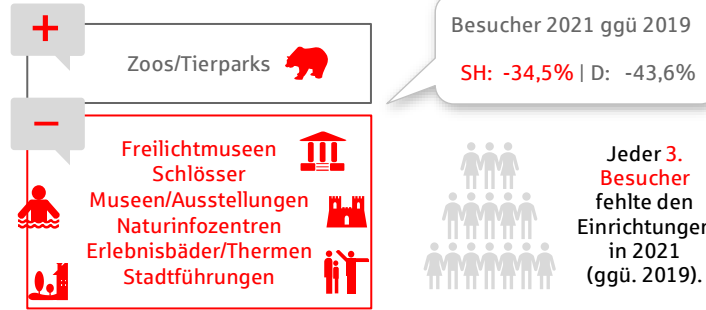 +
Zoos/Tierparks
–
Freilichtmuseen
Schlösser
Museen/Ausstellungen
Naturinfozentren
Erlebnisbäder/Thermen
Stadtführungen
Besucher 2021 ggü 2019
SH: -34,5% | D: -43,6%
Jeder 3.
Besucher
fehlte den
Einrichtungen
in 2021
(ggü. 2019).